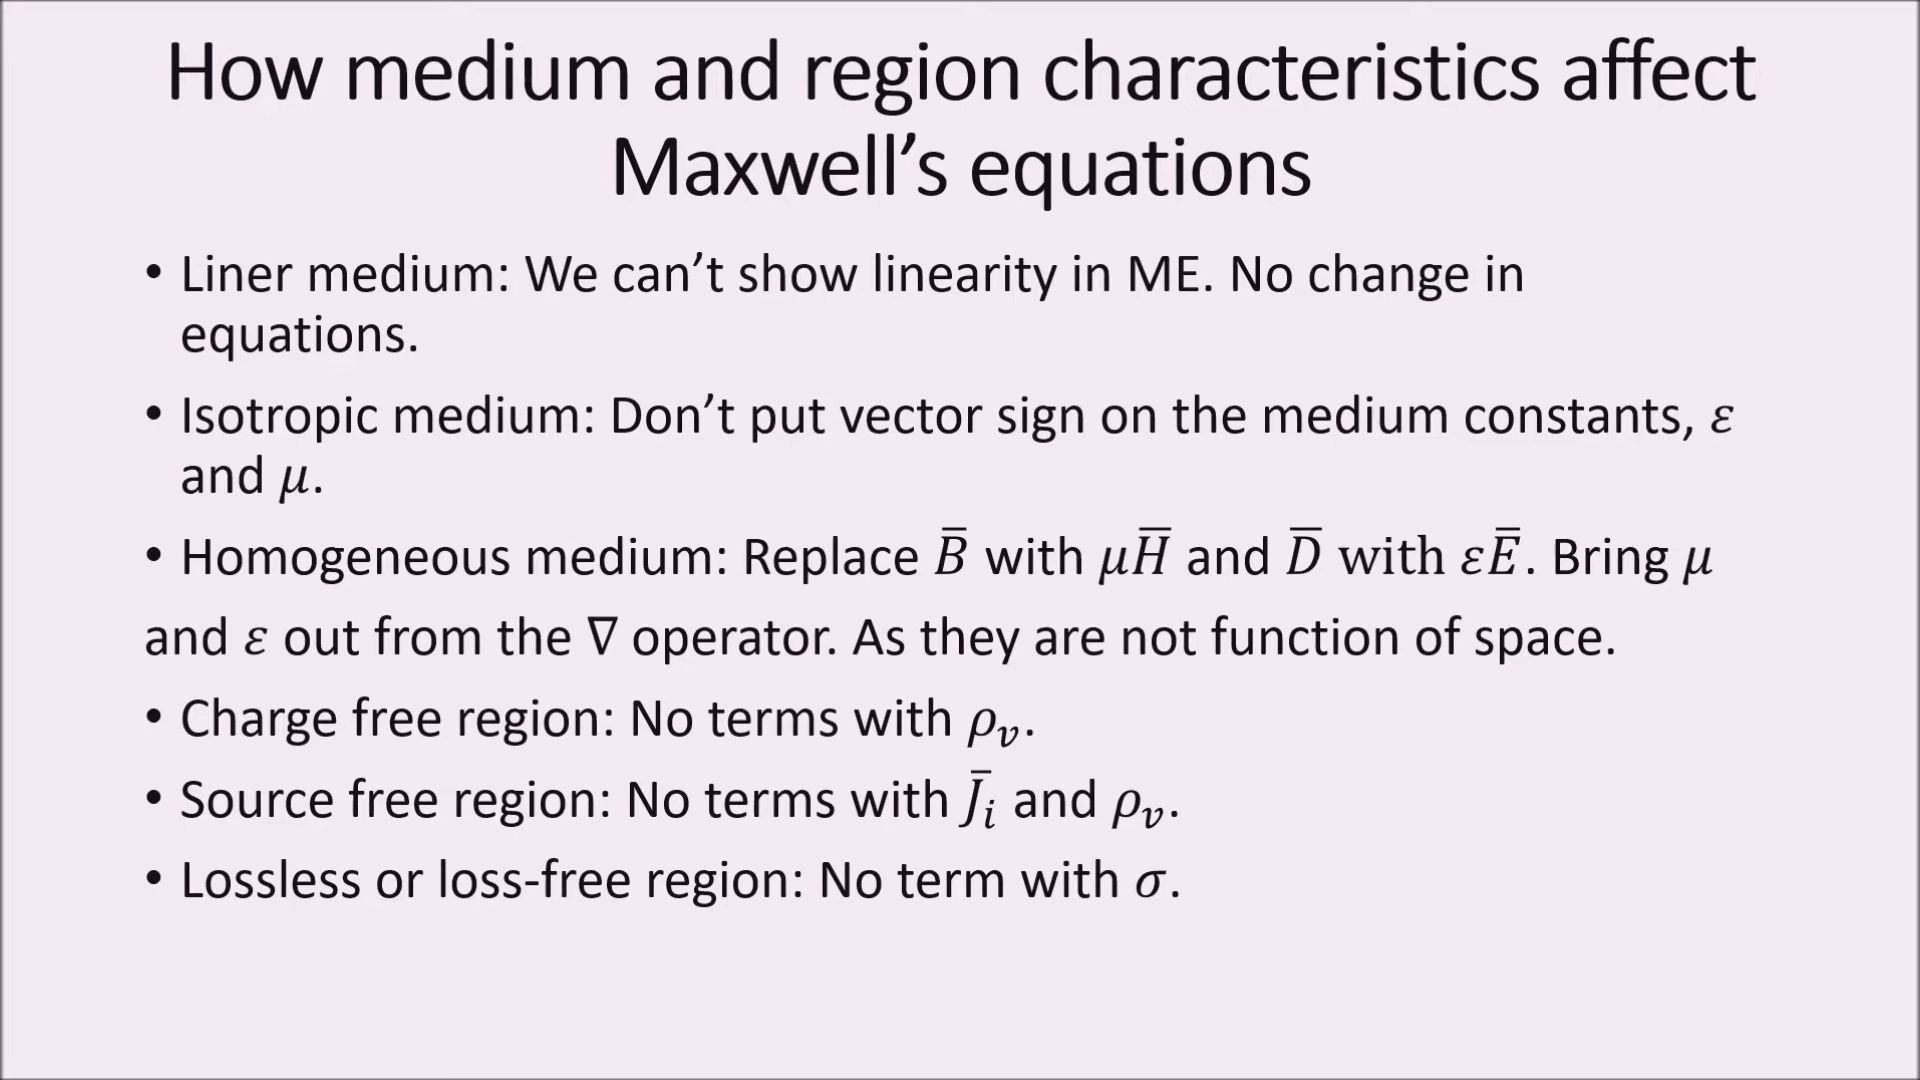 How medium and region characteristics affect
Maxwell’s equations
• Liner medium: We can’t show linearity in ME. No change in
equations.
• Isotropic medium: Don’t put vector sign on the medium constants, ε
and μ.
• Homogeneous medium: Replace B̅ with μH̅ and D̅ with εE̅. Bring μ
and ε out from the ∇ operator. As they are not function of space.
• Charge free region: No terms with ρᵥ.
• Source free region: No terms with J̅ᵢ and ρᵥ.
• Lossless or loss-free region: No term with σ.